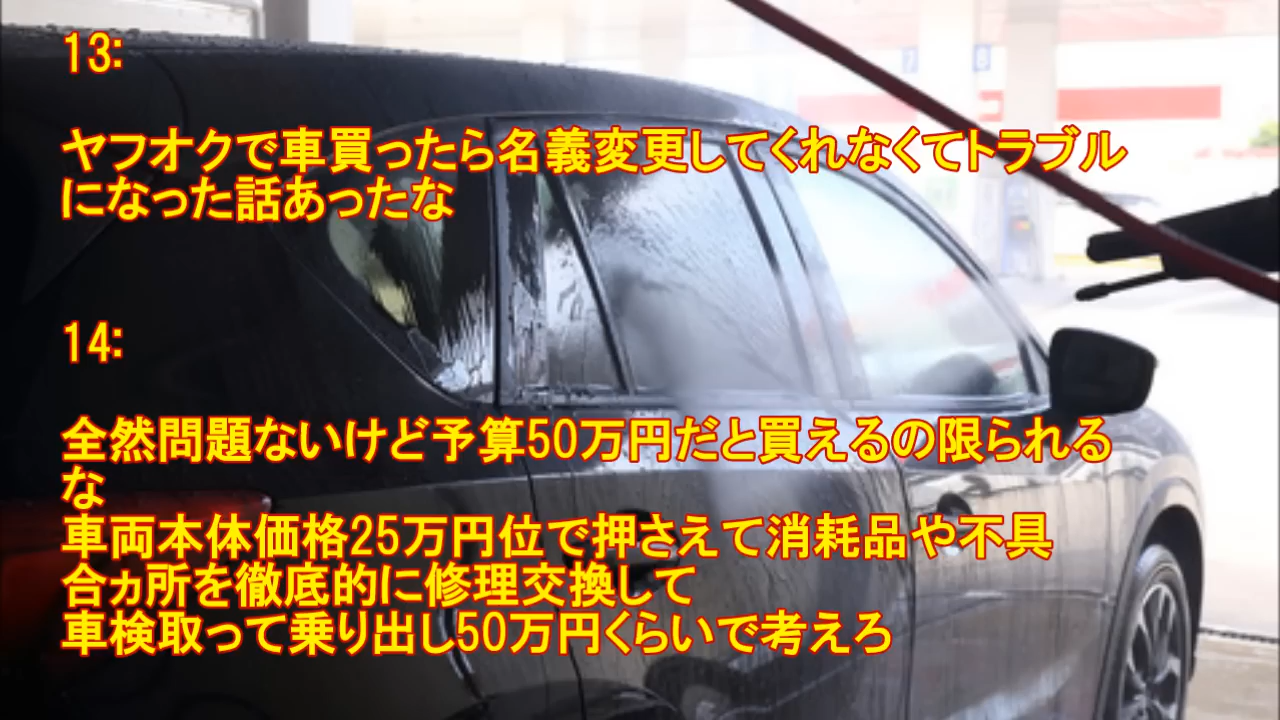 13:
ヤフオクで車買ったら名義変更してくれなくてトラブル
になった話あったな
14:
全然問題ないけど予算50万円だと買えるの限られる
な
車両本体価格25万円位で押さえて消耗品や不具
合ヵ所を徹底的に修理交換して
車検取って乗り出し50万円くらいで考えろ
7
8